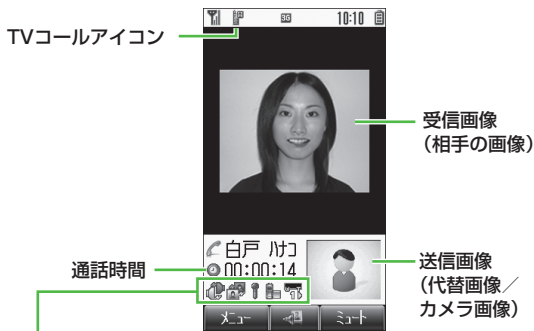 3G 10:10
TVコールアイコン
受信画像
(相手の画像)
白戸 ハナコ
通話時間
00:00:14
送信画像
(代替画像／
カメラ画像)
メニュー ミュート